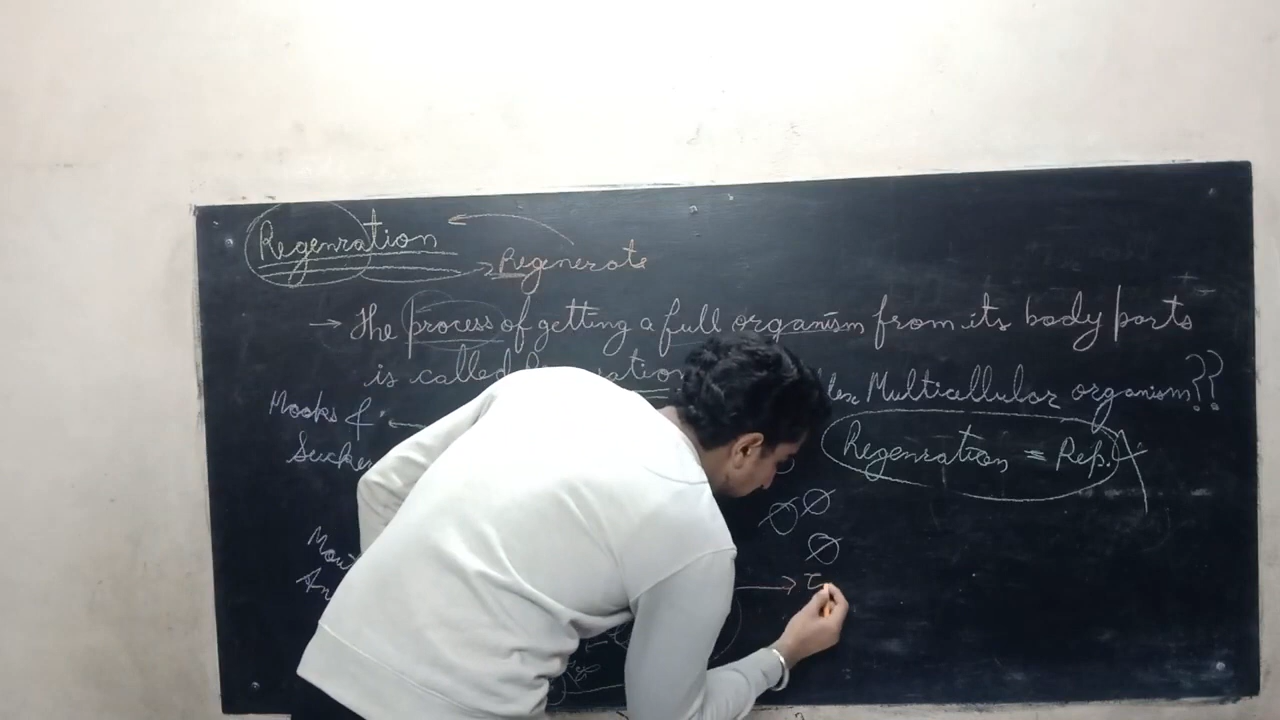 Regenration
Regenerate
→ The process of getting a full organism from its body parts
is called
Multicellular organism??
Hooks &
Regenration = Rep.